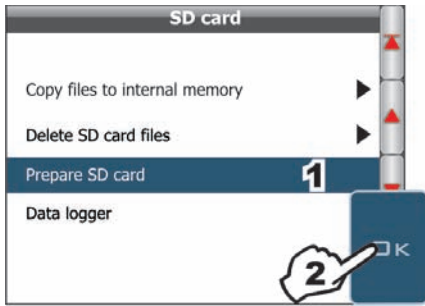 SD card
Copy files to internal memory
Delete SD card files
Prepare SD card
1
Data logger
OK
2